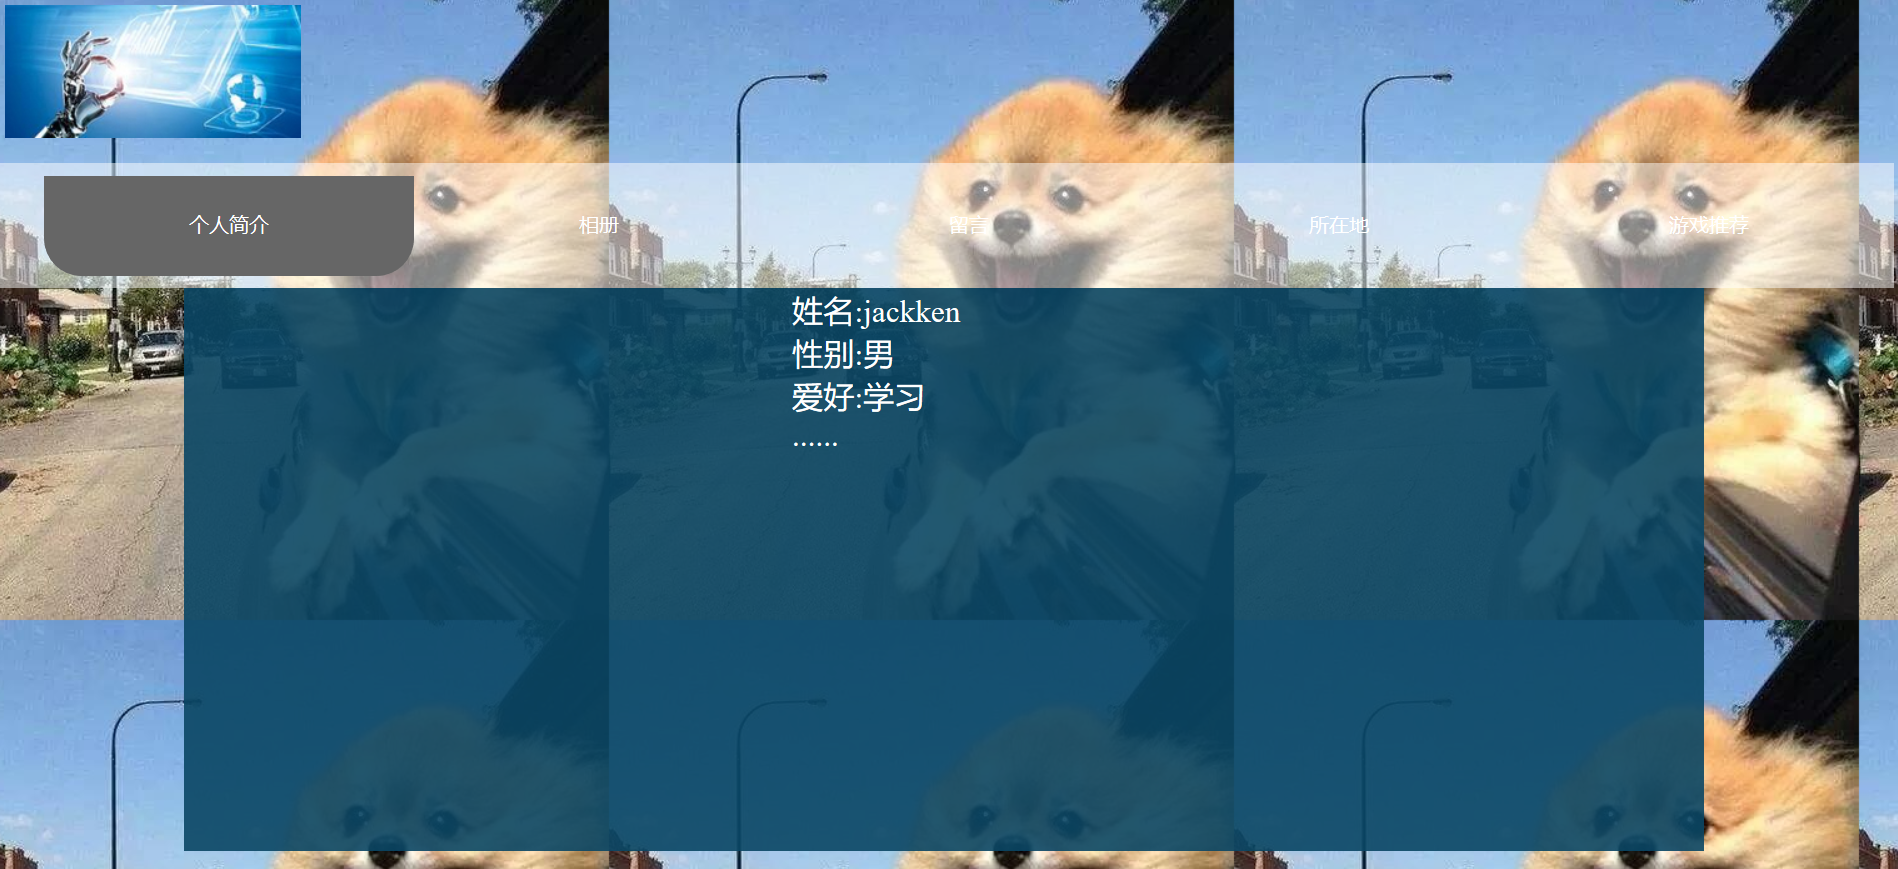 个人简介
相册
留言
所在地
游戏推荐
姓名:jackken
性别:男
爱好:学习
......